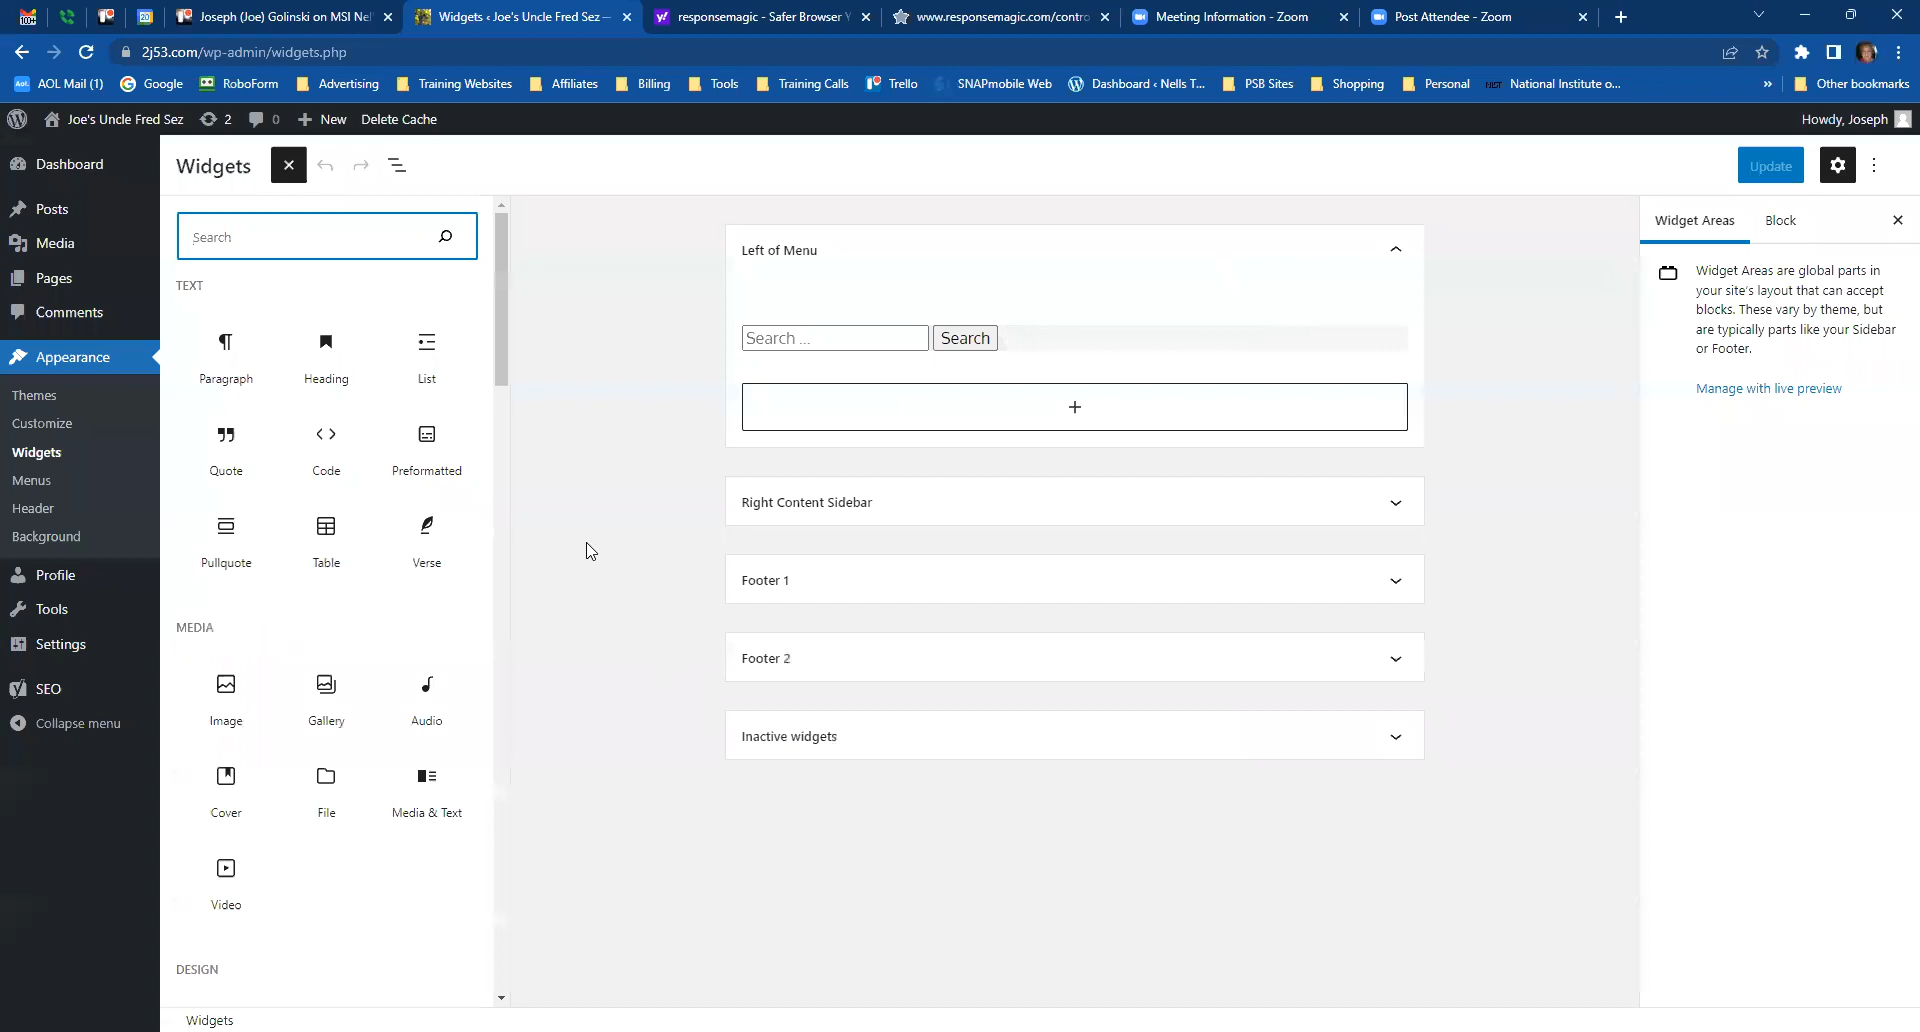 100+
20
Joseph (Joe) Golinski on MSI Nel
Widgets ‹ Joe's Uncle Fred Sez —
responsemagic - Safer Browser Y
www.responsemagic.com/contro
Meeting Information - Zoom
Post Attendee - Zoom
2j53.com/wp-admin/widgets.php
Aol.
AOL Mail (1)
Google
RoboForm
Advertising
Training Websites
Affiliates
Billing
Tools
Training Calls
Trello
SNAPmobile Web
Dashboard ‹ Nells T...
PSB Sites
Shopping
Personal
NIST
National Institute o...
»
Other bookmarks
Joe's Uncle Fred Sez
2
0
New
Delete Cache
Howdy, Joseph
Dashboard
Posts
Media
Pages
Comments
Appearance
Themes
Customize
Widgets
Menus
Header
Background
Profile
Tools
Settings
SEO
Collapse menu
Widgets
Update
Search
TEXT
Paragraph
Heading
List
Quote
Code
Preformatted
Pullquote
Table
Verse
MEDIA
Image
Gallery
Audio
Cover
File
Media & Text
Video
DESIGN
Left of Menu
Search ...
Search
+
Right Content Sidebar
Footer 1
Footer 2
Inactive widgets
Widget Areas
Block
Widget Areas are global parts in
your site's layout that can accept
blocks. These vary by theme, but
are typically parts like your Sidebar
or Footer.
Manage with live preview
Widgets